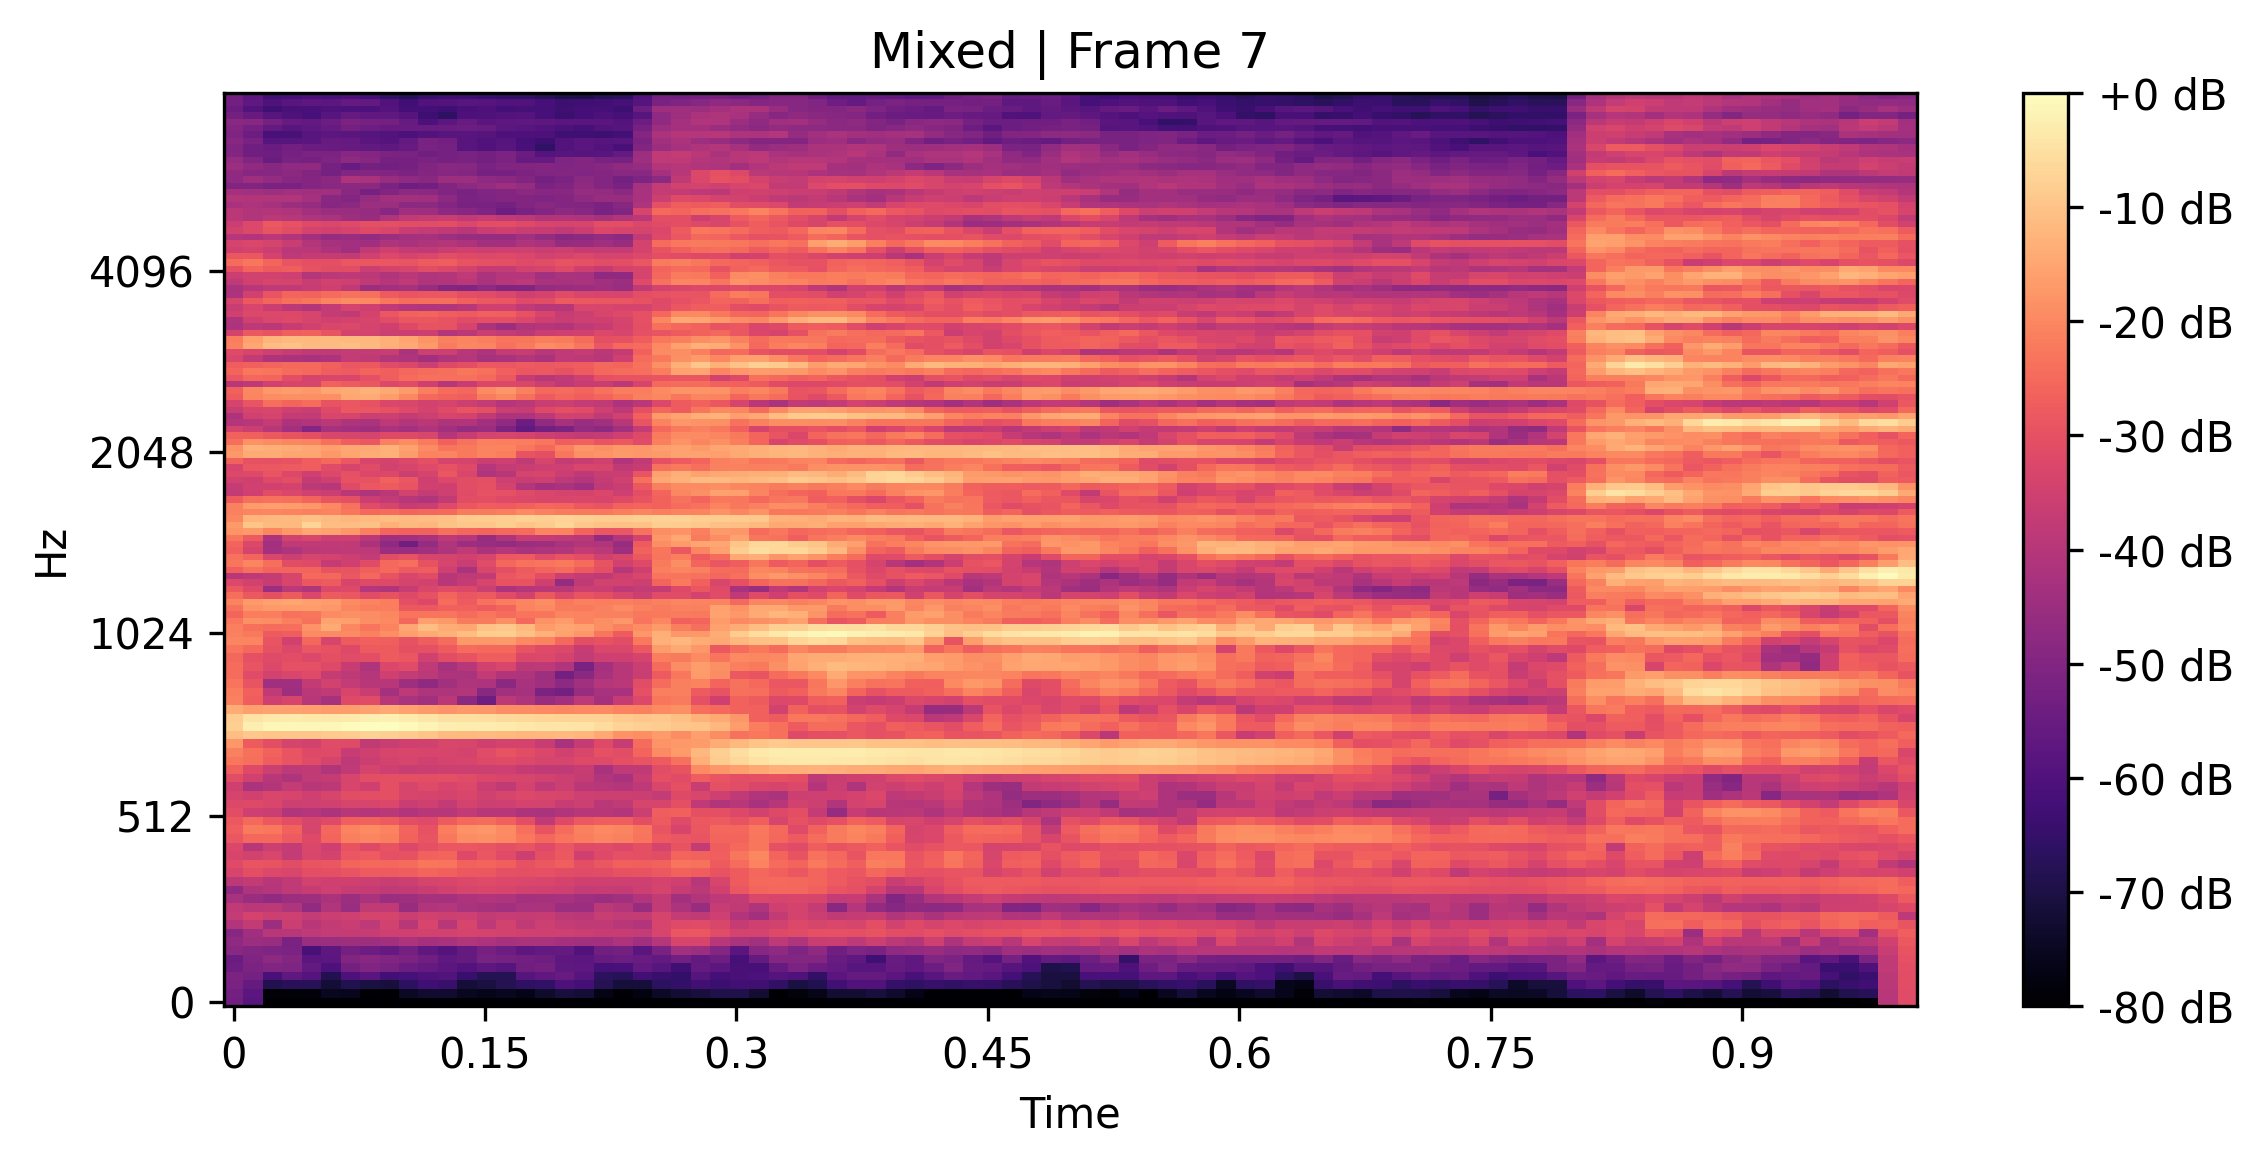 Mixed | Frame 7
+0 dB
-10 dB
-20 dB
-30 dB
-40 dB
-50 dB
-60 dB
-70 dB
-80 dB
Hz
4096
2048
1024
512
0
0 0.15 0.3 0.45 0.6 0.75 0.9
Time